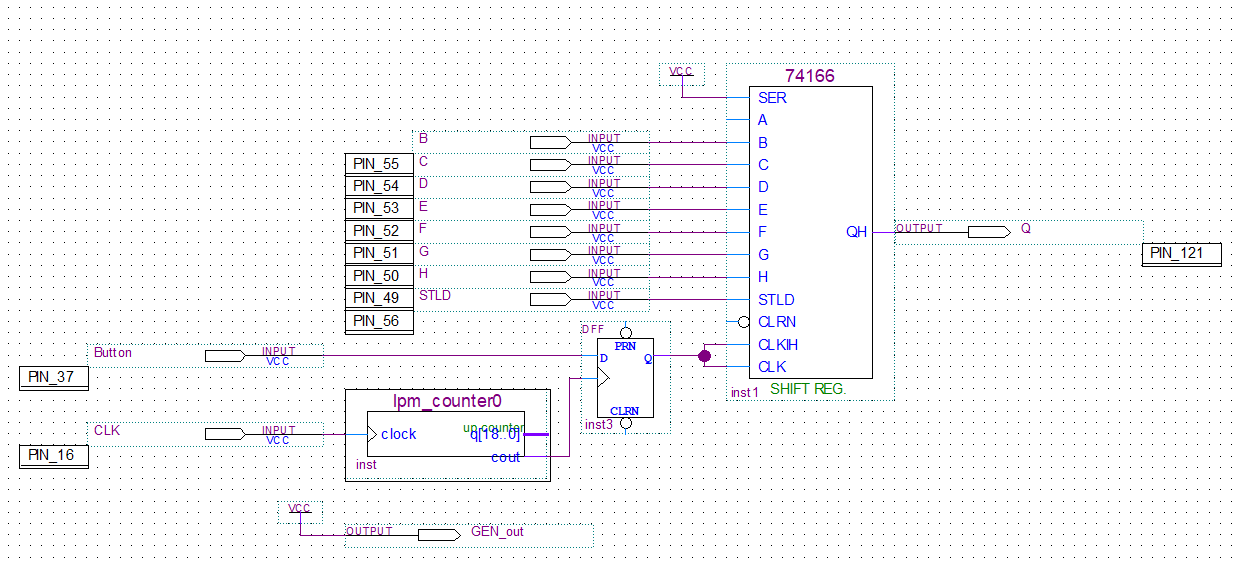 74166
SHIFT REG.
inst1
VCC
SER
A
B
C
D
E
F
G
H
STLD
CLRN
CLKIH
CLK
QH
B
INPUT
VCC
PIN_55
C
INPUT
VCC
PIN_54
D
INPUT
VCC
PIN_53
E
INPUT
VCC
PIN_52
F
INPUT
VCC
PIN_51
G
INPUT
VCC
PIN_50
H
INPUT
VCC
PIN_49
STLD
INPUT
VCC
PIN_56
OUTPUT
Q
PIN_121
DFF
PRN
D
Q
CLRN
inst3
Button
INPUT
VCC
PIN_37
CLK
INPUT
VCC
PIN_16
lpm_counter0
up counter
clock
q[18..0]
cout
inst
VCC
OUTPUT
GEN_out